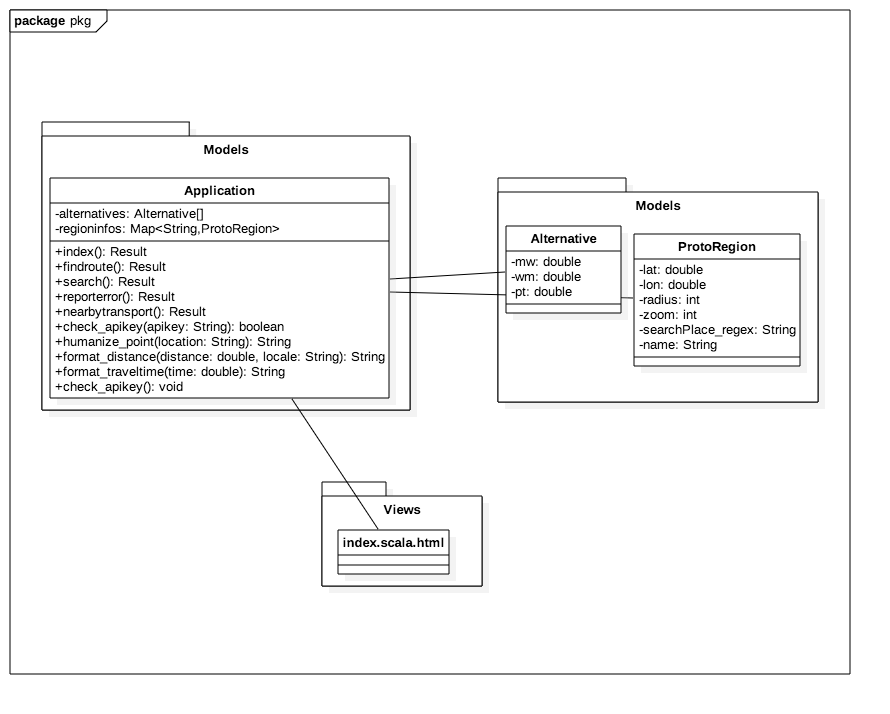 package pkg
Models
Application
-alternatives: Alternative[]
-regioninfos: Map<String,ProtoRegion>
+index(): Result
+findroute(): Result
+search(): Result
+reporterror(): Result
+nearbytransport(): Result
+check_apikey(apikey: String): boolean
+humanize_point(location: String): String
+format_distance(distance: double, locale: String): String
+format_traveltime(time: double): String
+check_apikey(): void
Models
Alternative
-mw: double
-wm: double
-pt: double
ProtoRegion
-lat: double
-lon: double
-radius: int
-zoom: int
-searchPlace_regex: String
-name: String
Views
index.scala.html